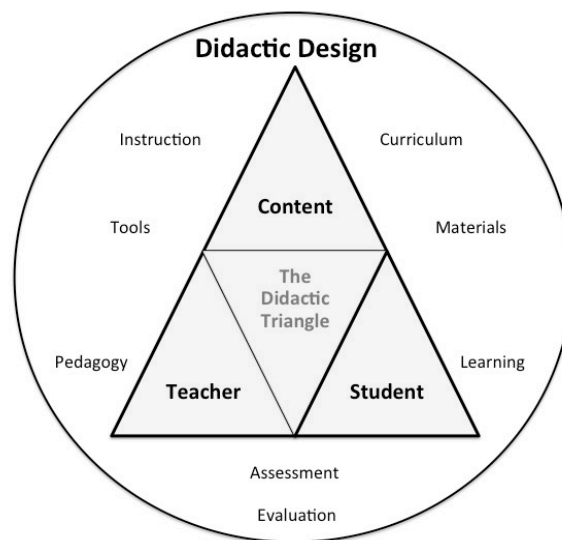 Didactic Design
Instruction
Curriculum
Content
Tools
Materials
The
Didactic
Triangle
Pedagogy
Learning
Teacher
Student
Assessment
Evaluation